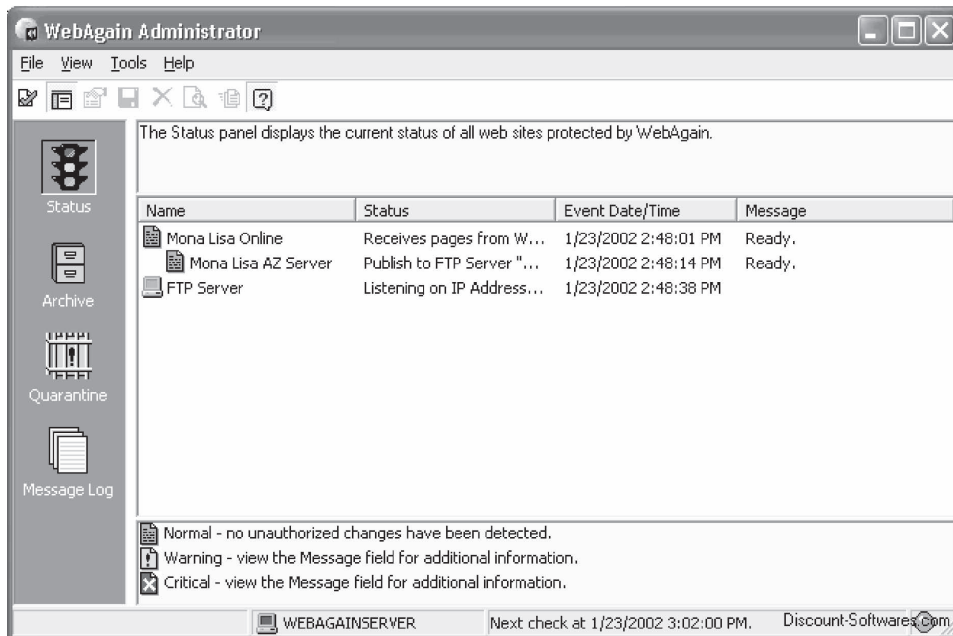 WebAgain Administrator
File View Tools Help
The Status panel displays the current status of all web sites protected by WebAgain.
Status
Archive
Quarantine
Message Log
Name Status Event Date/Time Message
Mona Lisa Online Receives pages from W... 1/23/2002 2:48:01 PM Ready.
Mona Lisa AZ Server Publish to FTP Server "... 1/23/2002 2:48:14 PM Ready.
FTP Server Listening on IP Address... 1/23/2002 2:48:38 PM
Normal - no unauthorized changes have been detected.
Warning - view the Message field for additional information.
Critical - view the Message field for additional information.
WEBAGAINSERVER Next check at 1/23/2002 3:02:00 PM. Discount-Softwares.com